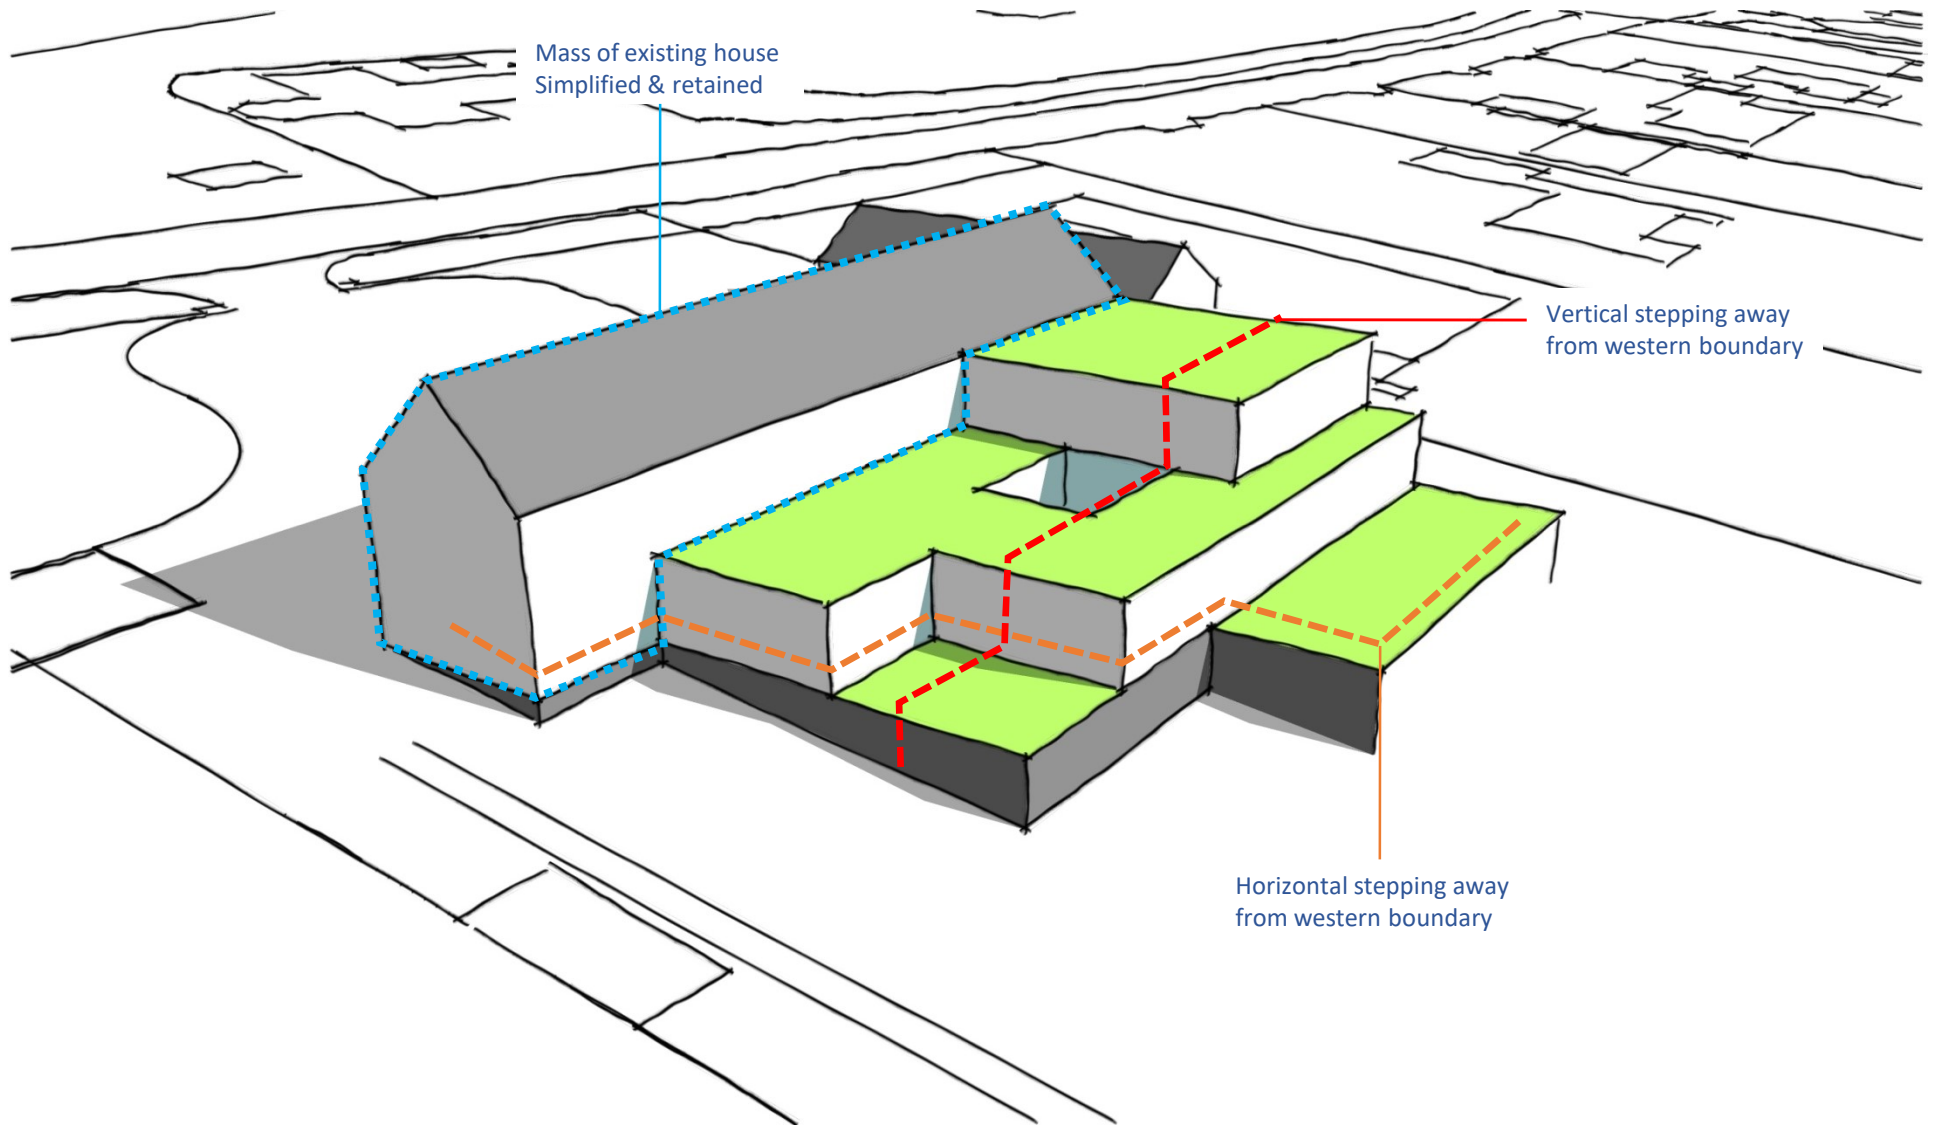 Mass of existing house
Simplified & retained
Vertical stepping away
from western boundary
Horizontal stepping away
from western boundary